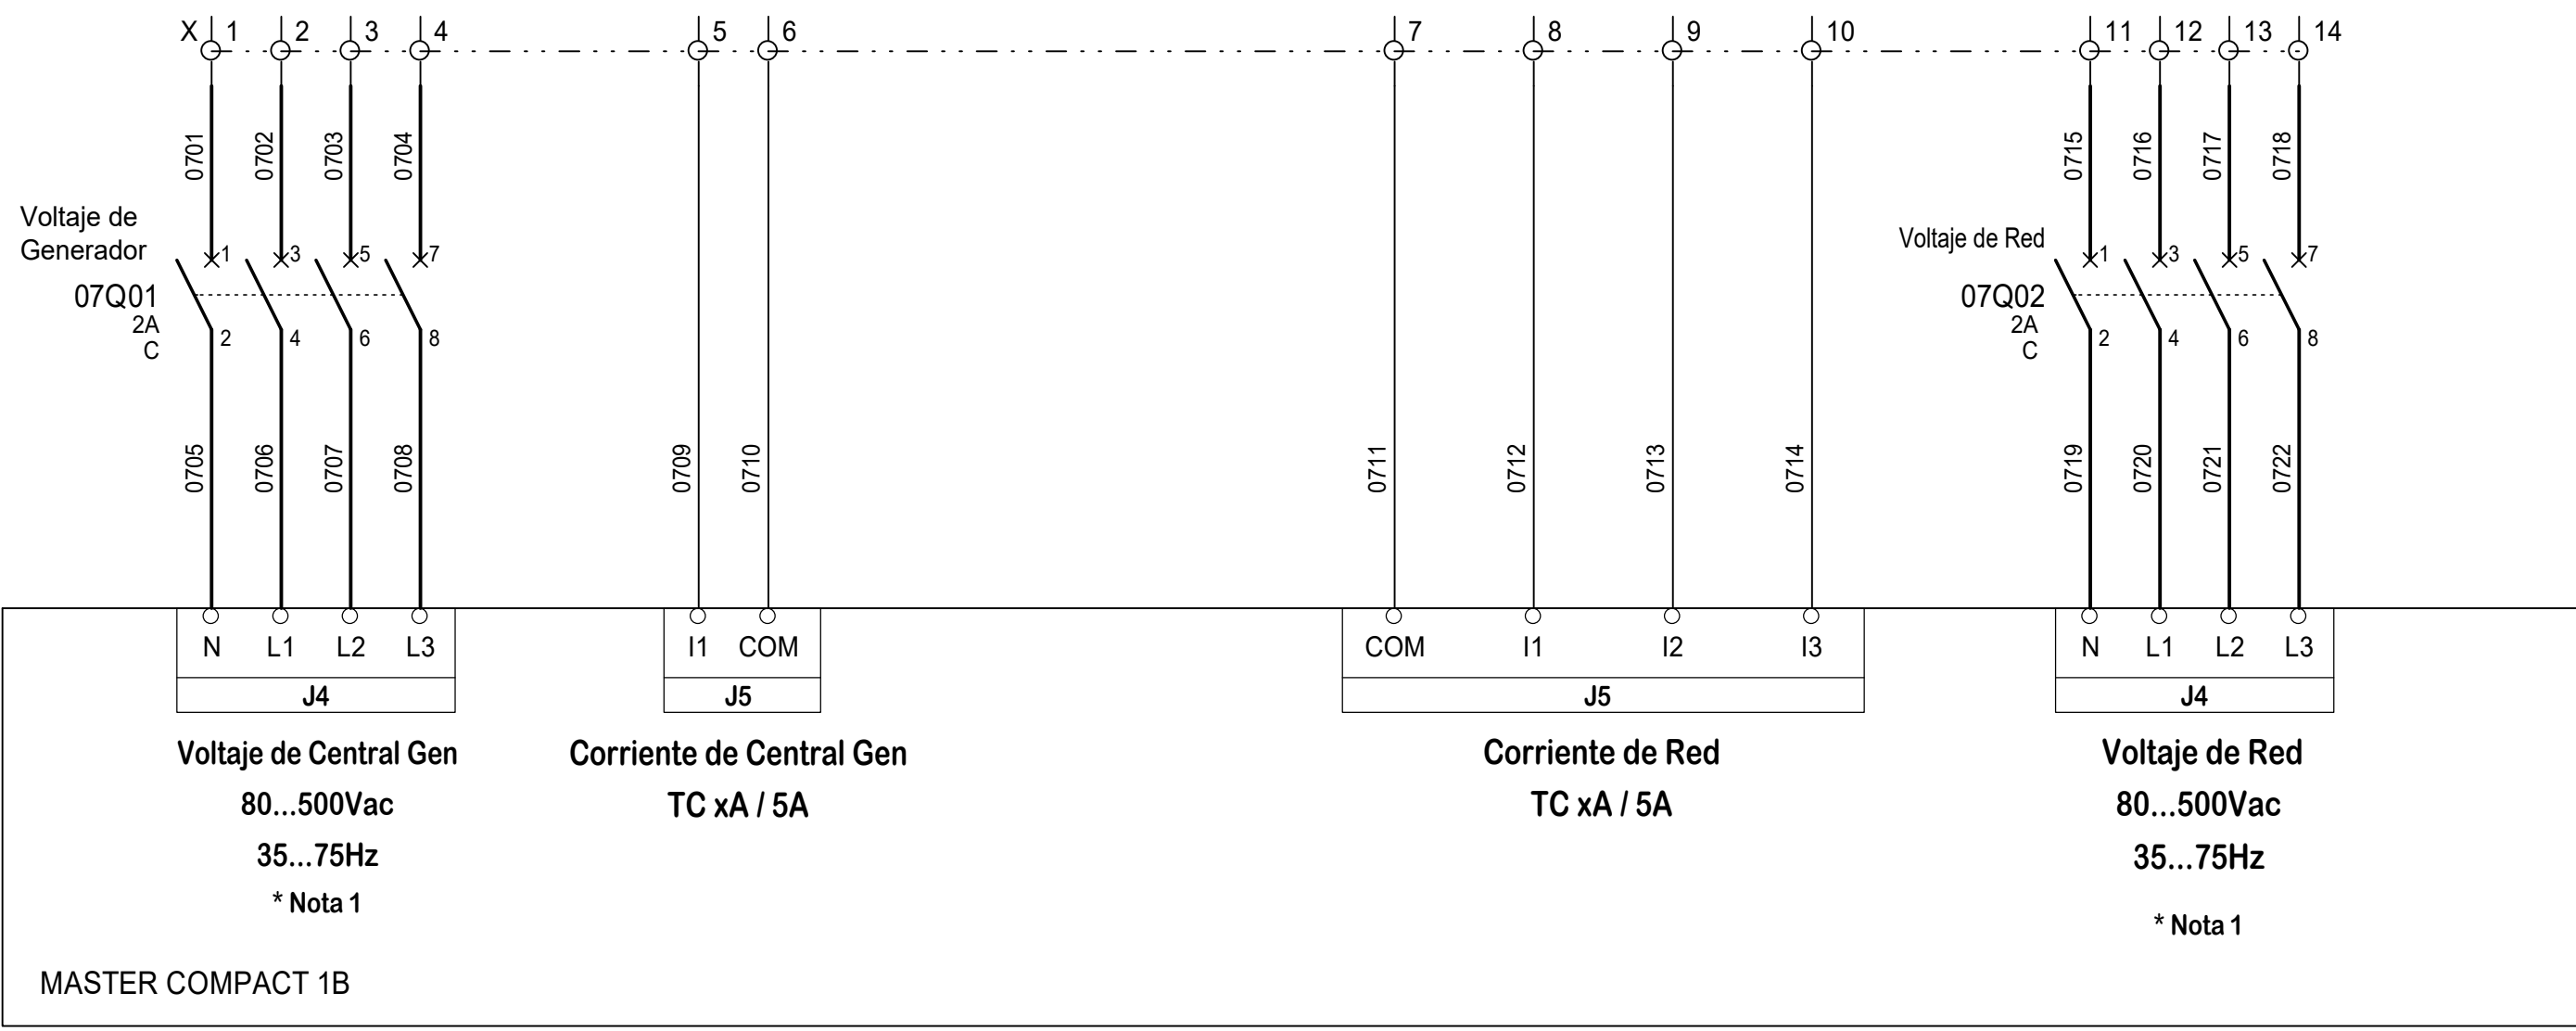 X 1 2 3 4 5 6 7 8 9 10 11 12 13 14
0701 0702 0703 0704 0715 0716 0717 0718
Voltaje de
Generador
Voltaje de Red
1 3 5 7 1 3 5 7
07Q01 07Q02
2A 2A
C C
2 4 6 8 2 4 6 8
0705 0706 0707 0708 0709 0710 0711 0712 0713 0714 0719 0720 0721 0722
N L1 L2 L3 I1 COM COM I1 I2 I3 N L1 L2 L3
J4 J5 J5 J4
Voltaje de Central Gen
80...500Vac
35...75Hz
* Nota 1
Corriente de Central Gen
TC xA / 5A
Corriente de Red
TC xA / 5A
Voltaje de Red
80...500Vac
35...75Hz
* Nota 1
MASTER COMPACT 1B